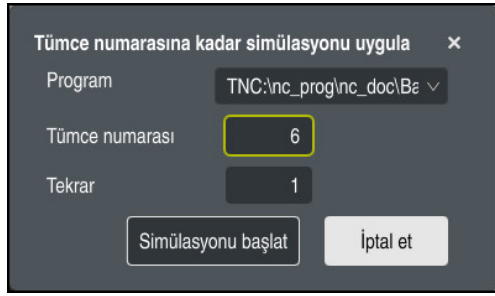 Tümce numarasına kadar simülasyonu uygula ×
Program TNC:\nc_prog\nc_doc\Ba
Tümce numarası 6
Tekrar 1
Simülasyonu başlat İptal et